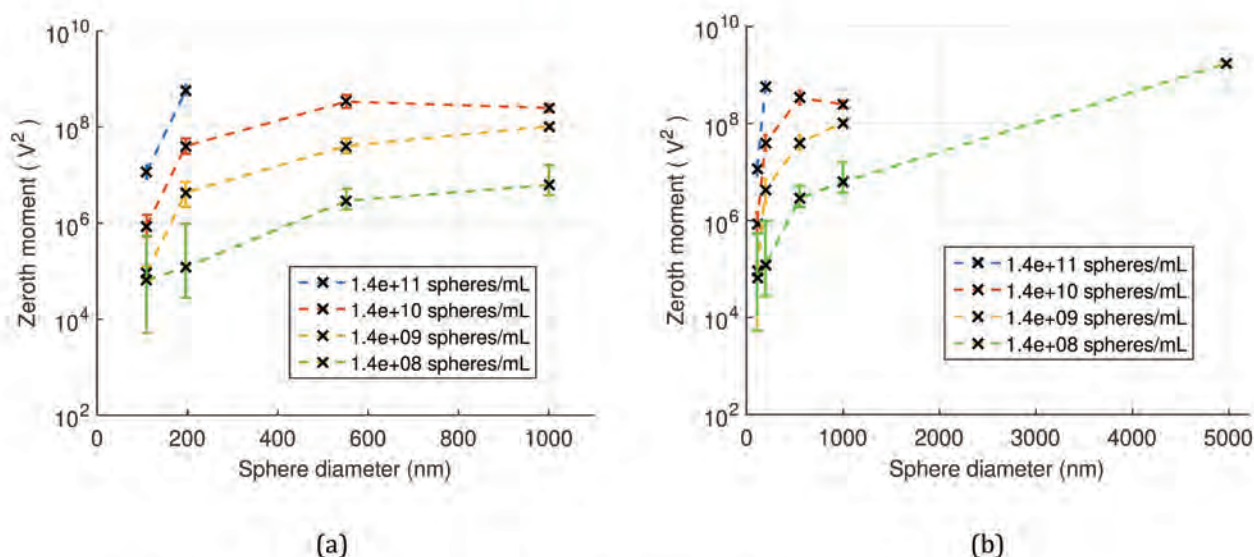 10^10
10^8
10^6
10^4
10^2
Zeroth moment ( V^2 )
0 200 400 600 800 1000
Sphere diameter (nm)
1.4e+11 spheres/mL
1.4e+10 spheres/mL
1.4e+09 spheres/mL
1.4e+08 spheres/mL
(a)
10^10
10^8
10^6
10^4
10^2
Zeroth moment ( V^2 )
0 1000 2000 3000 4000 5000
Sphere diameter (nm)
1.4e+11 spheres/mL
1.4e+10 spheres/mL
1.4e+09 spheres/mL
1.4e+08 spheres/mL
(b)